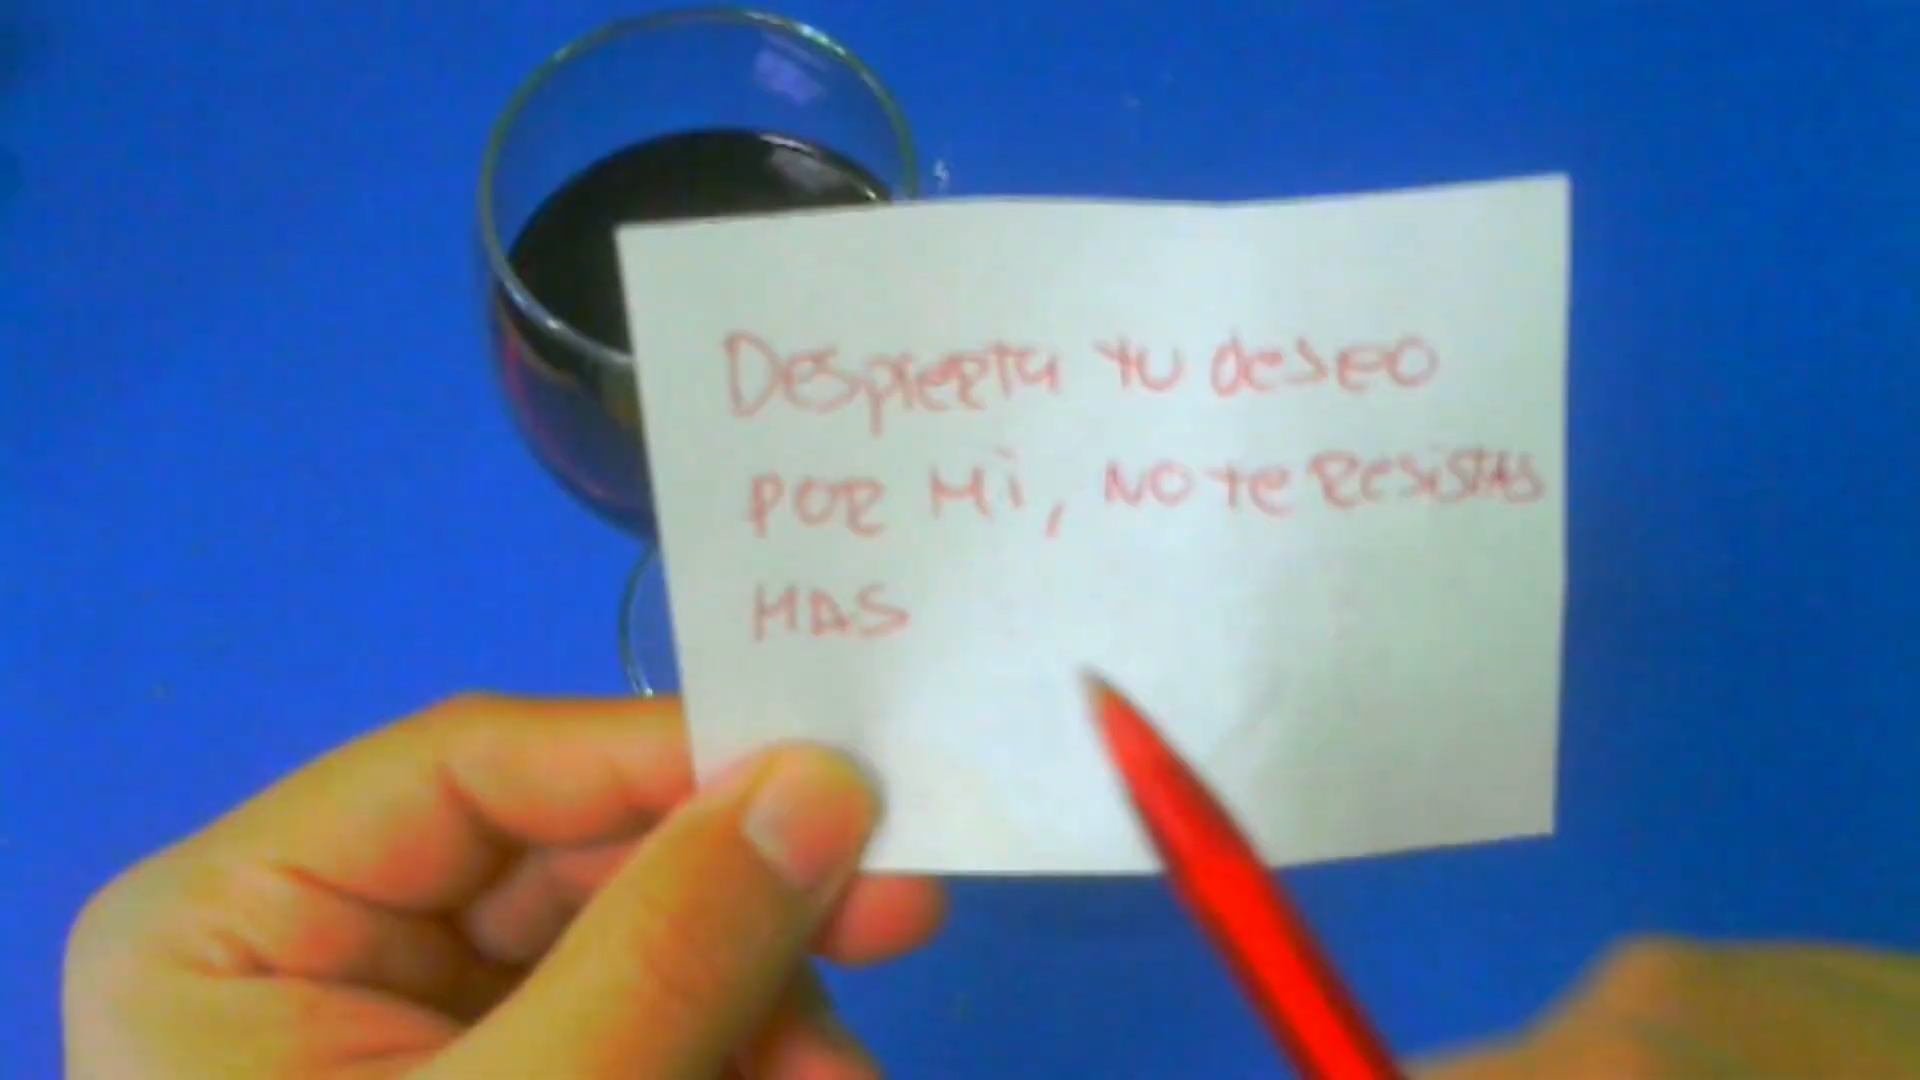 Despierta tu deseo
por mi, no te resistas
mas